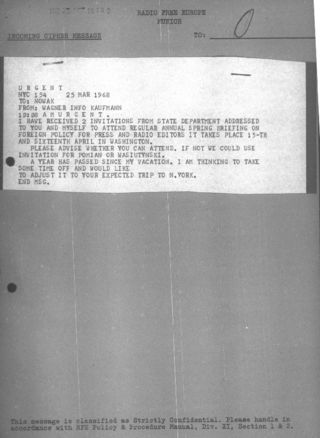 RADIO FREE EUROPE
MUNICH
INCOMING CIPHER MESSAGE
TO:
U R G E N T
NYC 154 25 MAR 1968
TO: NOWAK
FROM: WAGNER INFO KAUFMANN
A M U R G E N T .
I HAVE RECEIVED 2 INVITATIONS FROM STATE DEPARTMENT ADDRESSED
TO YOU AND MYSELF TO ATTEND REGULAR ANNUAL SPRING BRIEFING ON
FOREIGN POLICY FOR PRESS AND RADIO EDITORS IT TAKES PLACE 15-TH
AND SIXTEENTH APRIL IN WASHINGTON.
PLEASE ADVISE WHETHER YOU CAN ATTEND. IF NOT WE COULD USE
INVITATION FOR POMIAN OR WASIUTYNSKI.
A YEAR HAS PASSED SINCE MY VACATION. I AM THINKING TO TAKE
SOME TIME OFF AND WOULD LIKE
TO ADJUST IT TO YOUR EXPECTED TRIP TO N.YORK.
END MSG.
This message is classified as Strictly Confidential. Please handle in
accordance with RFE Policy & Procedure Manual, Div. XI, Section 1 & 2.